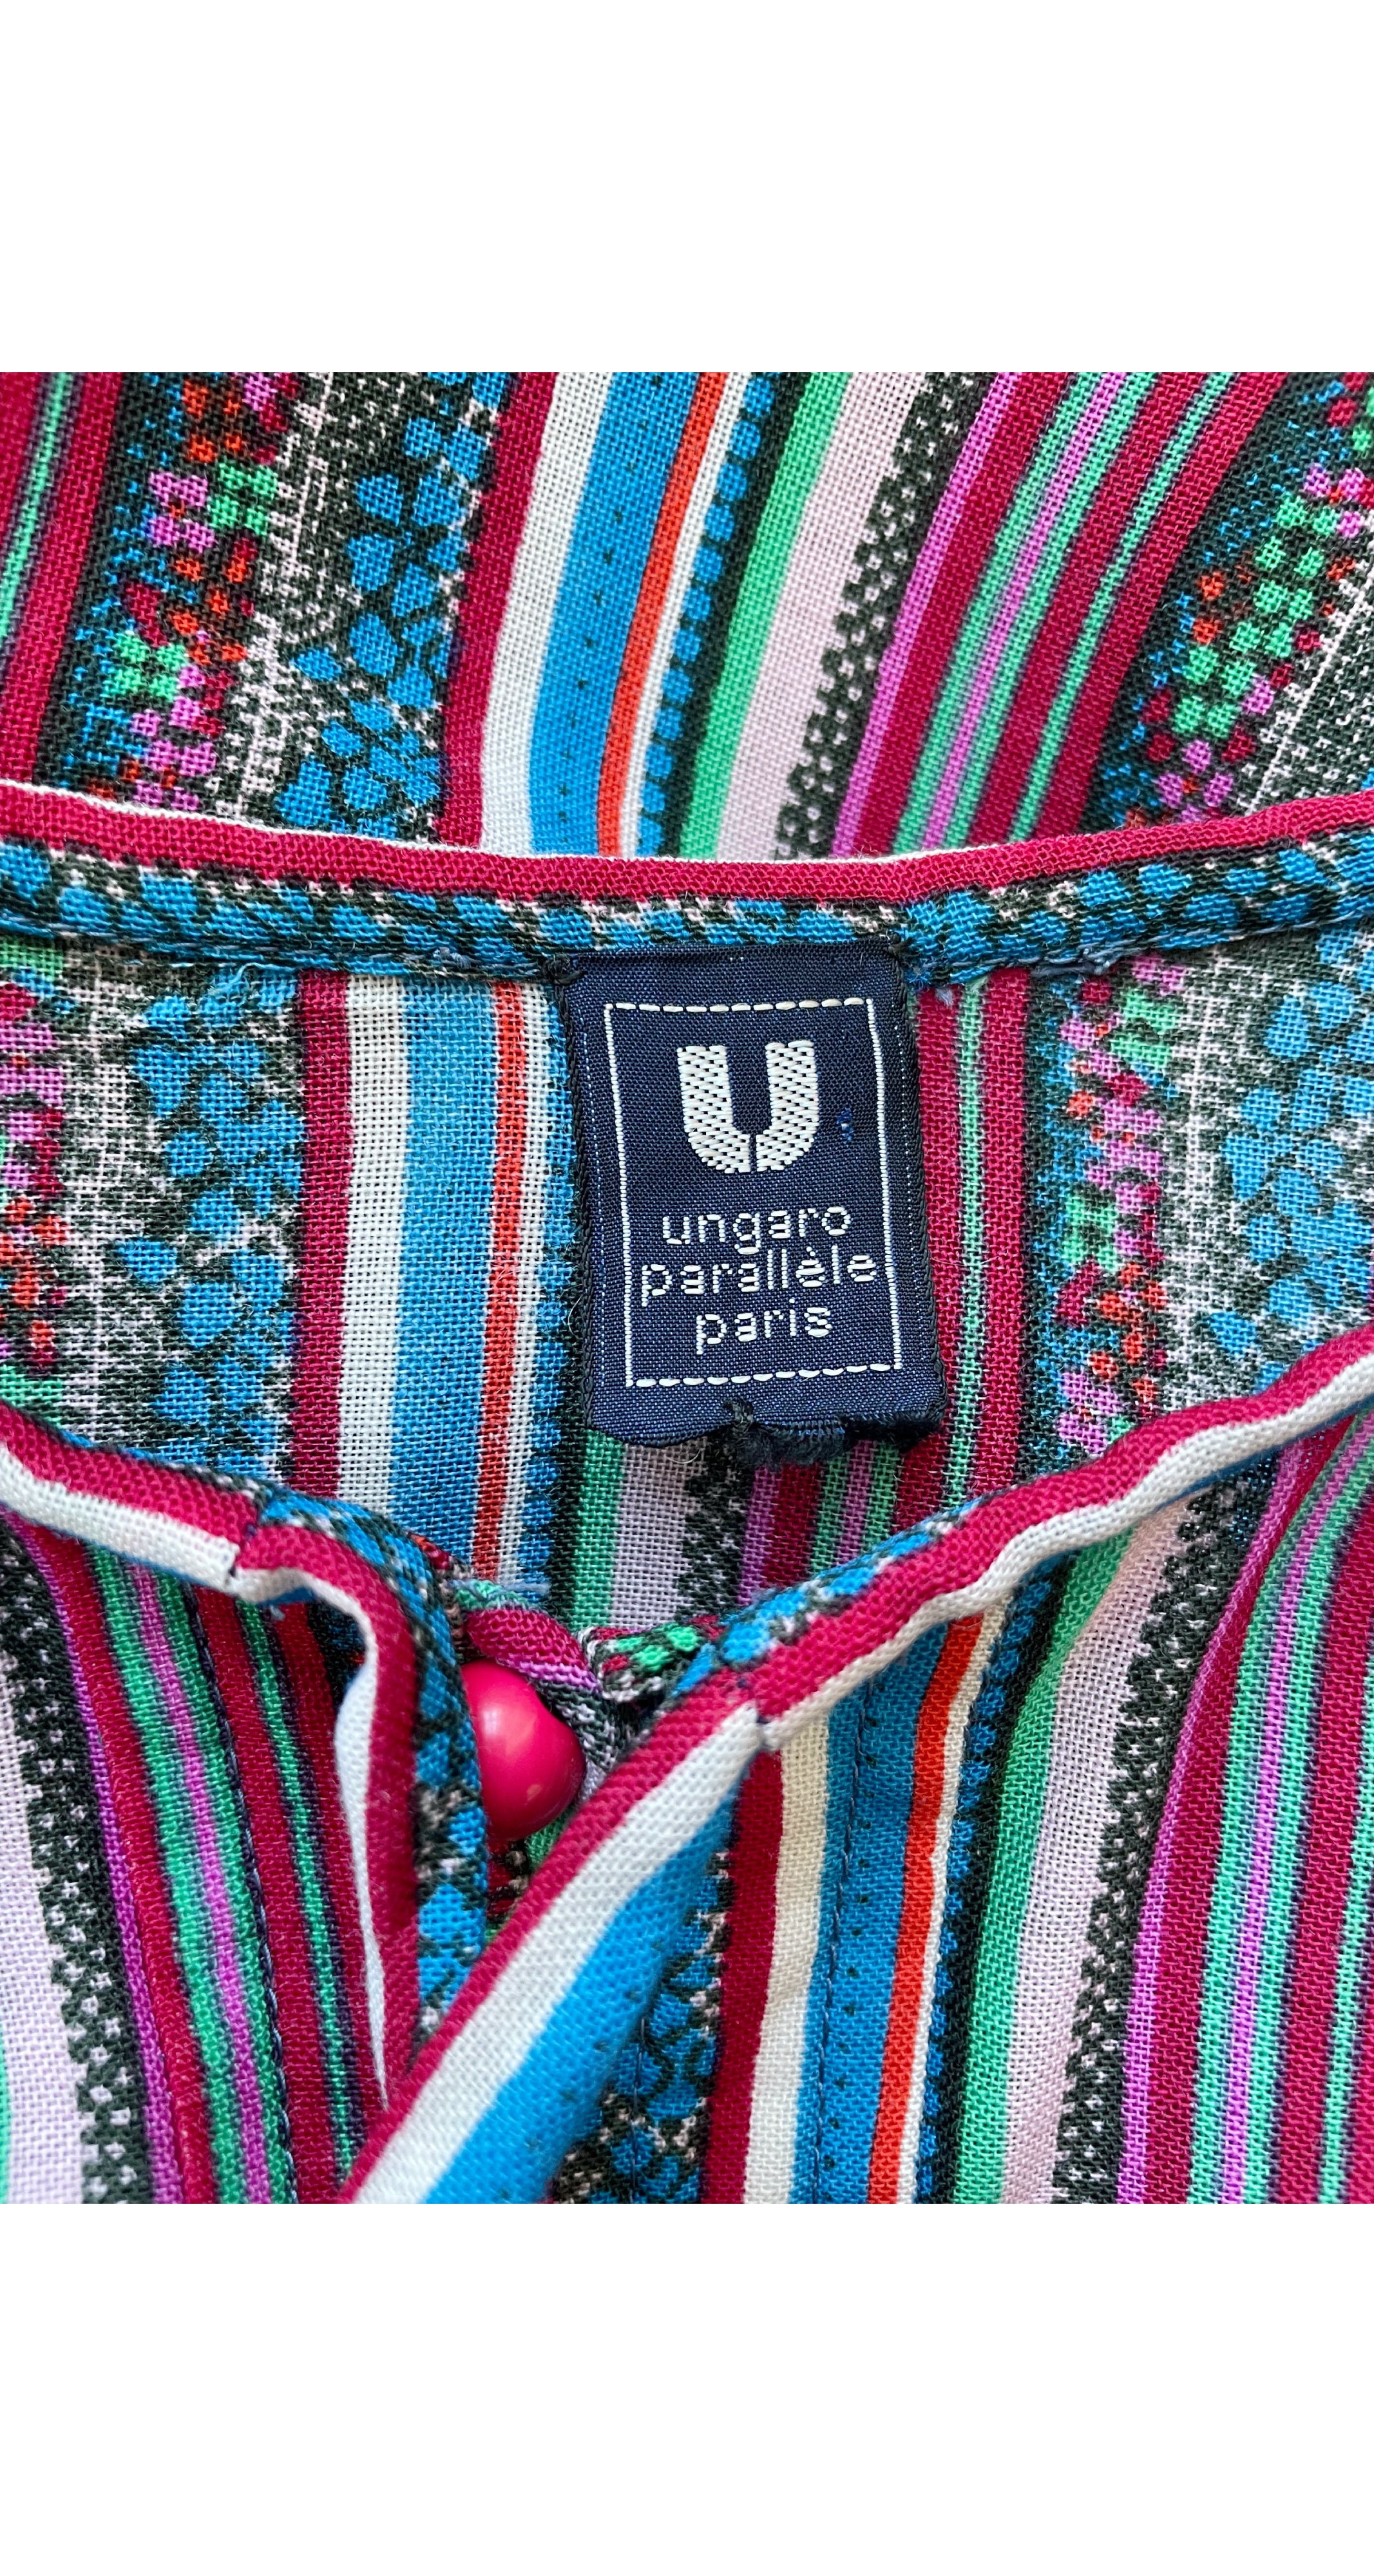 U
ungaro
parallèle
paris